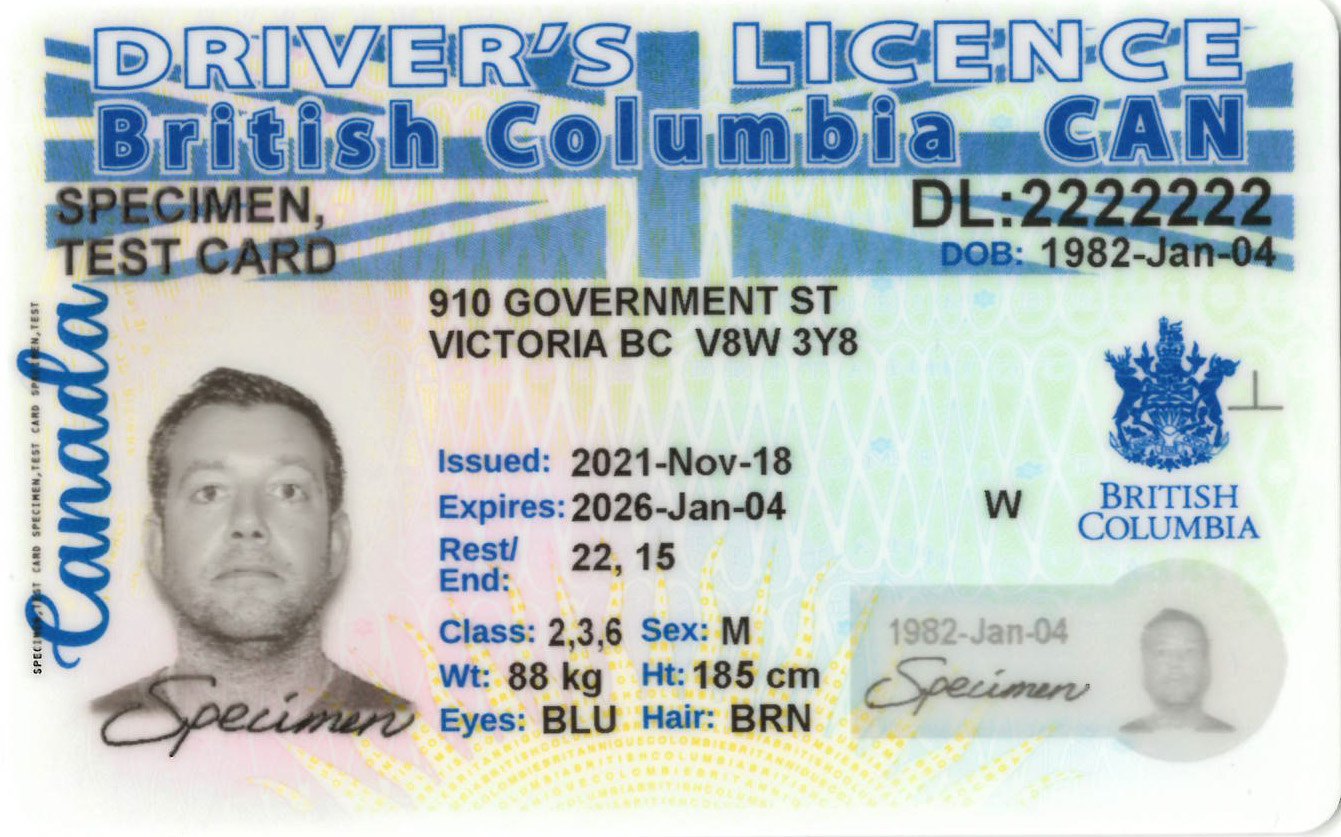 DRIVER'S LICENCE
British Columbia CAN
SPECIMEN,
TEST CARD
DL:2222222
DOB: 1982-Jan-04
910 GOVERNMENT ST
VICTORIA BC V8W 3Y8
Canada
SPECIMEN,TEST CARD SPECIMEN,TEST CARD SPECIMEN,TEST CARD SPECIMEN,TEST
Issued: 2021-Nov-18
Expires: 2026-Jan-04
W
Rest/
End: 22, 15
Class: 2,3,6 Sex: M
Wt: 88 kg Ht: 185 cm
Eyes: BLU Hair: BRN
BRITISH
COLUMBIA
1982-Jan-04
Specimen
Specimen